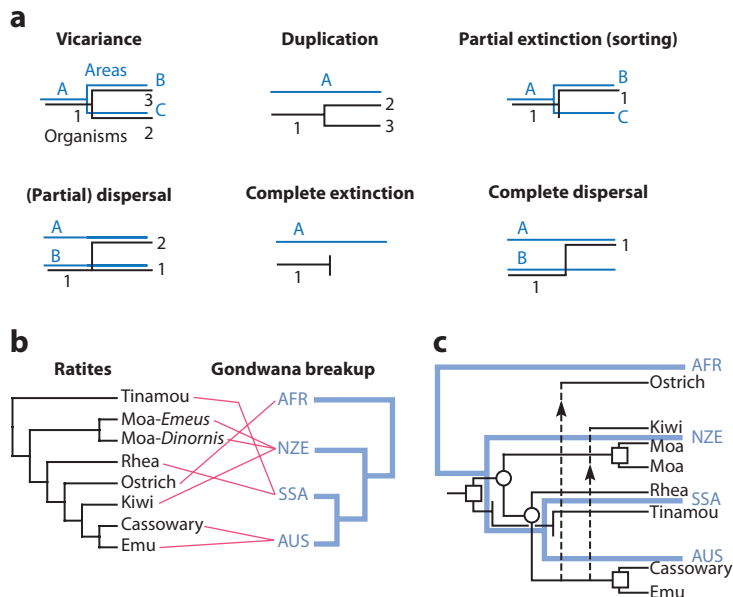 a
Vicariance
Areas
A
B
3
C
1
Organisms
2
Duplication
A
2
1
3
Partial extinction (sorting)
A
B
1
1
C
(Partial) dispersal
A
2
B
1
1
Complete extinction
A
1
Complete dispersal
A
1
B
1
b
Ratites
Gondwana breakup
Tinamou
Moa-Emeus
Moa-Dinornis
Rhea
Ostrich
Kiwi
Cassowary
Emu
AFR
NZE
SSA
AUS
c
AFR
Ostrich
Kiwi
NZE
Moa
Moa
Rhea
SSA
Tinamou
AUS
Cassowary
Emu